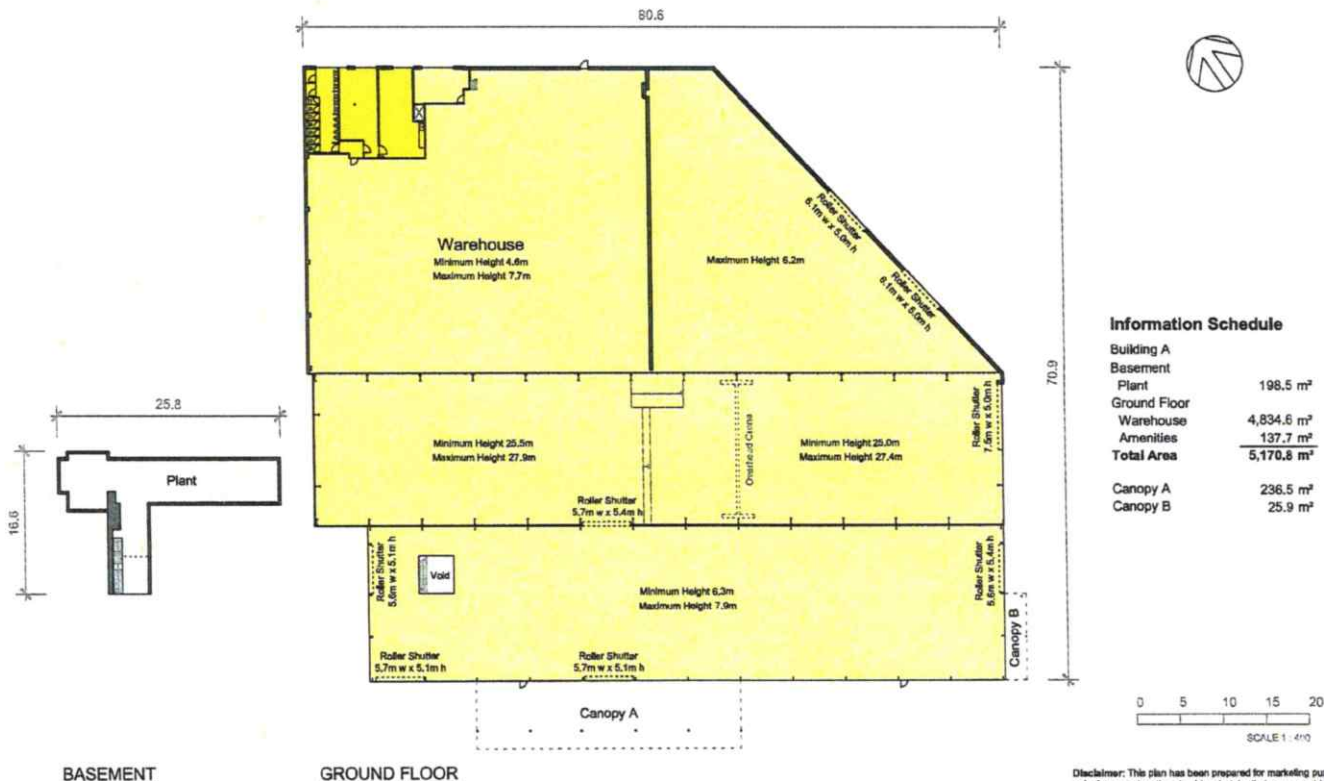 80.6
Warehouse
Minimum Height 4.6m
Maximum Height 7.7m
Maximum Height 6.2m
Roller Shutter
6.1m w x 5.0m h
Roller Shutter
6.1m w x 5.0m h
70.9
Minimum Height 25.5m
Maximum Height 27.9m
Overhead Crane
Minimum Height 25.0m
Maximum Height 27.4m
Roller Shutter
7.5m w x 5.0m h
Roller Shutter
5.7m w x 5.4m h
Roller Shutter
5.6m w x 5.1m h
Void
Minimum Height 6.3m
Maximum Height 7.9m
Roller Shutter
5.6m w x 5.4m h
Canopy B
Roller Shutter
5.7m w x 5.1m h
Roller Shutter
5.7m w x 5.1m h
Canopy A
25.8
16.6
Plant
BASEMENT
GROUND FLOOR
Information Schedule
Building A
Basement
Plant 198.5 m²
Ground Floor
Warehouse 4,834.6 m²
Amenities 137.7 m²
Total Area 5,170.8 m²
Canopy A 236.5 m²
Canopy B 25.9 m²
0 5 10 15 20
SCALE 1 : 400
Disclaimer: This plan has been prepared for marketing